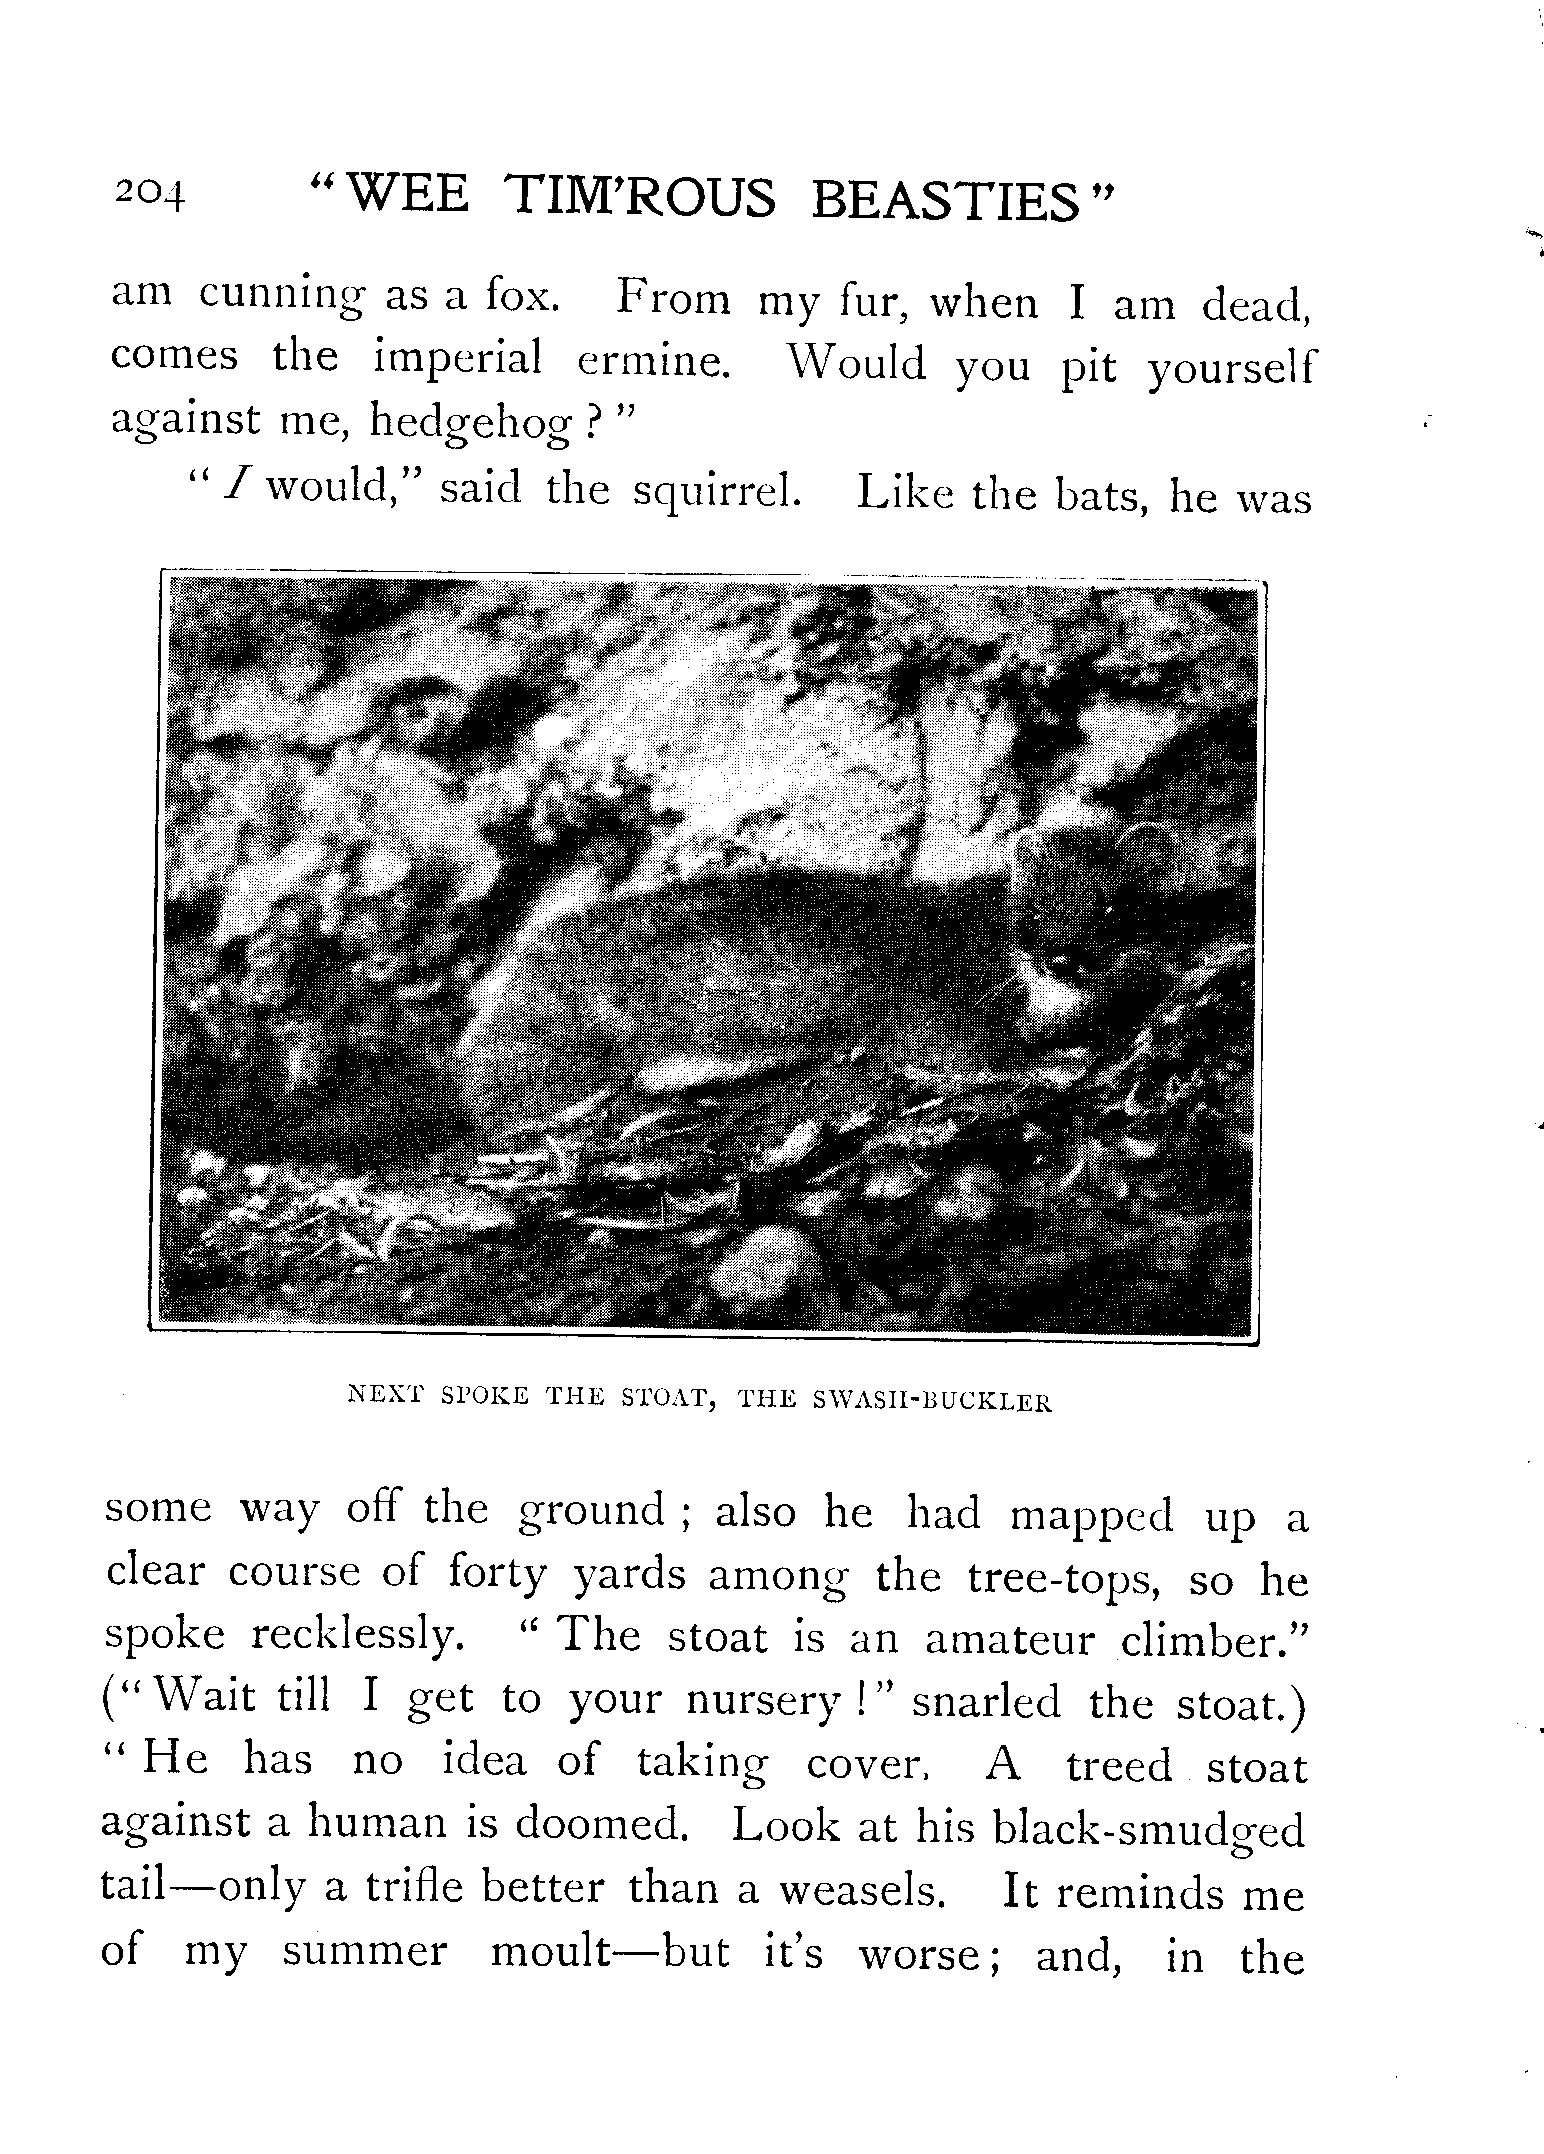 204 "WEE TIM'ROUS BEASTIES"
am cunning as a fox. From my fur, when I am dead,
comes the imperial ermine. Would you pit yourself
against me, hedgehog ? "
" I would," said the squirrel. Like the bats, he was
NEXT SPOKE THE STOAT, THE SWASH-BUCKLER
some way off the ground ; also he had mapped up a
clear course of forty yards among the tree-tops, so he
spoke recklessly. " The stoat is an amateur climber."
(" Wait till I get to your nursery ! " snarled the stoat.)
" He has no idea of taking cover. A treed stoat
against a human is doomed. Look at his black-smudged
tail—only a trifle better than a weasels. It reminds me
of my summer moult—but it's worse; and, in the